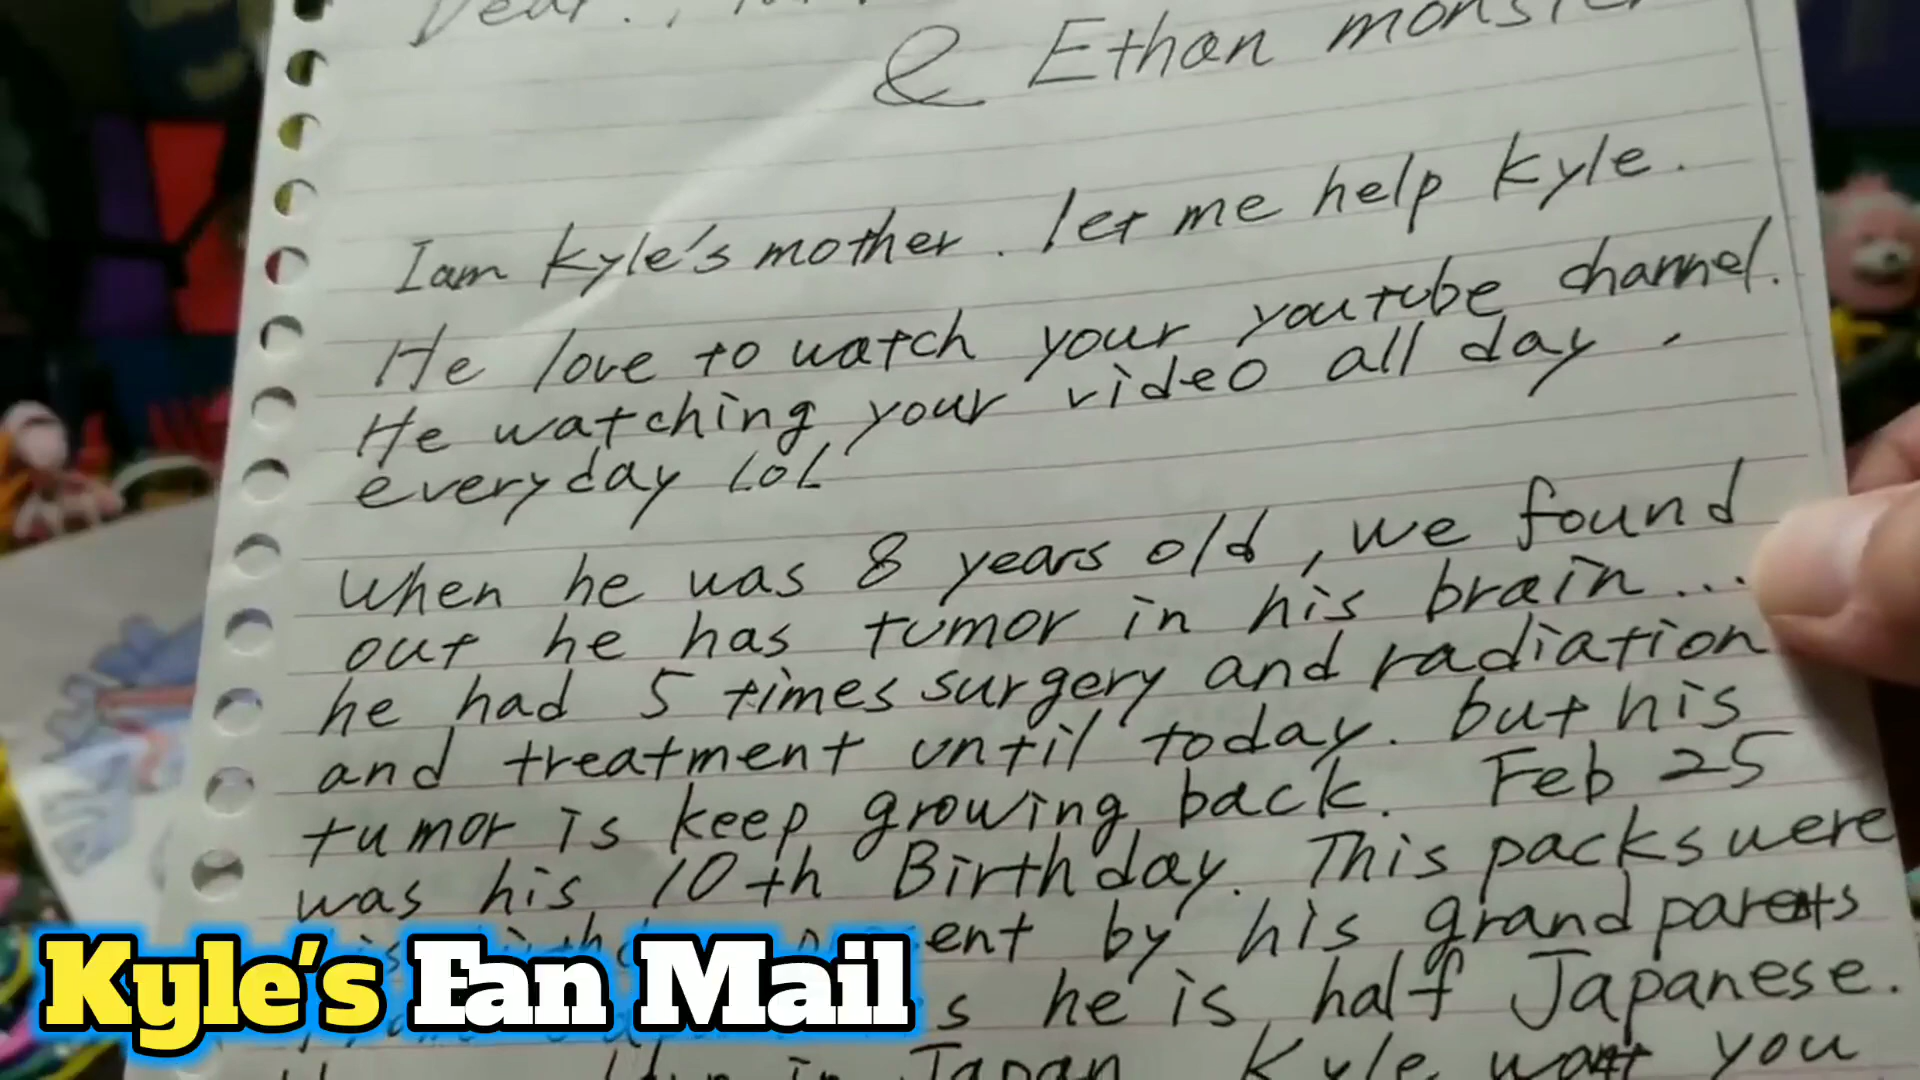 Dear
& Ethan monster
I am Kyle's mother. let me help Kyle.
He love to watch your youtube channel.
He watching your video all day.
everyday LOL
When he was 8 years old, we found
out he has tumor in his brain...
he had 5 times surgery and radiation
and treatment until today. but his
tumor is keep growing back. Feb 25
was his 10th Birthday. This packs were
by his grandparents
he is half Japanese.
in Japan Kyle want you
Kyle's Fan Mail